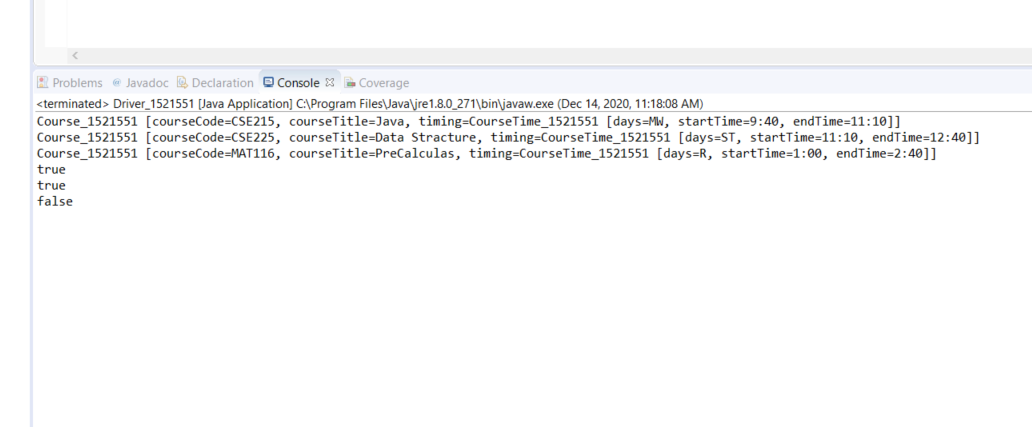 Problems @ Javadoc Declaration Console Coverage
<terminated> Driver_1521551 [Java Application] C:\Program Files\Java\jre1.8.0_271\bin\javaw.exe (Dec 14, 2020, 11:18:08 AM)
Course_1521551 [courseCode=CSE215, courseTitle=Java, timing=CourseTime_1521551 [days=MW, startTime=9:40, endTime=11:10]]
Course_1521551 [courseCode=CSE225, courseTitle=Data Stracture, timing=CourseTime_1521551 [days=ST, startTime=11:10, endTime=12:40]]
Course_1521551 [courseCode=MAT116, courseTitle=PreCalculas, timing=CourseTime_1521551 [days=R, startTime=1:00, endTime=2:40]]
true
true
false